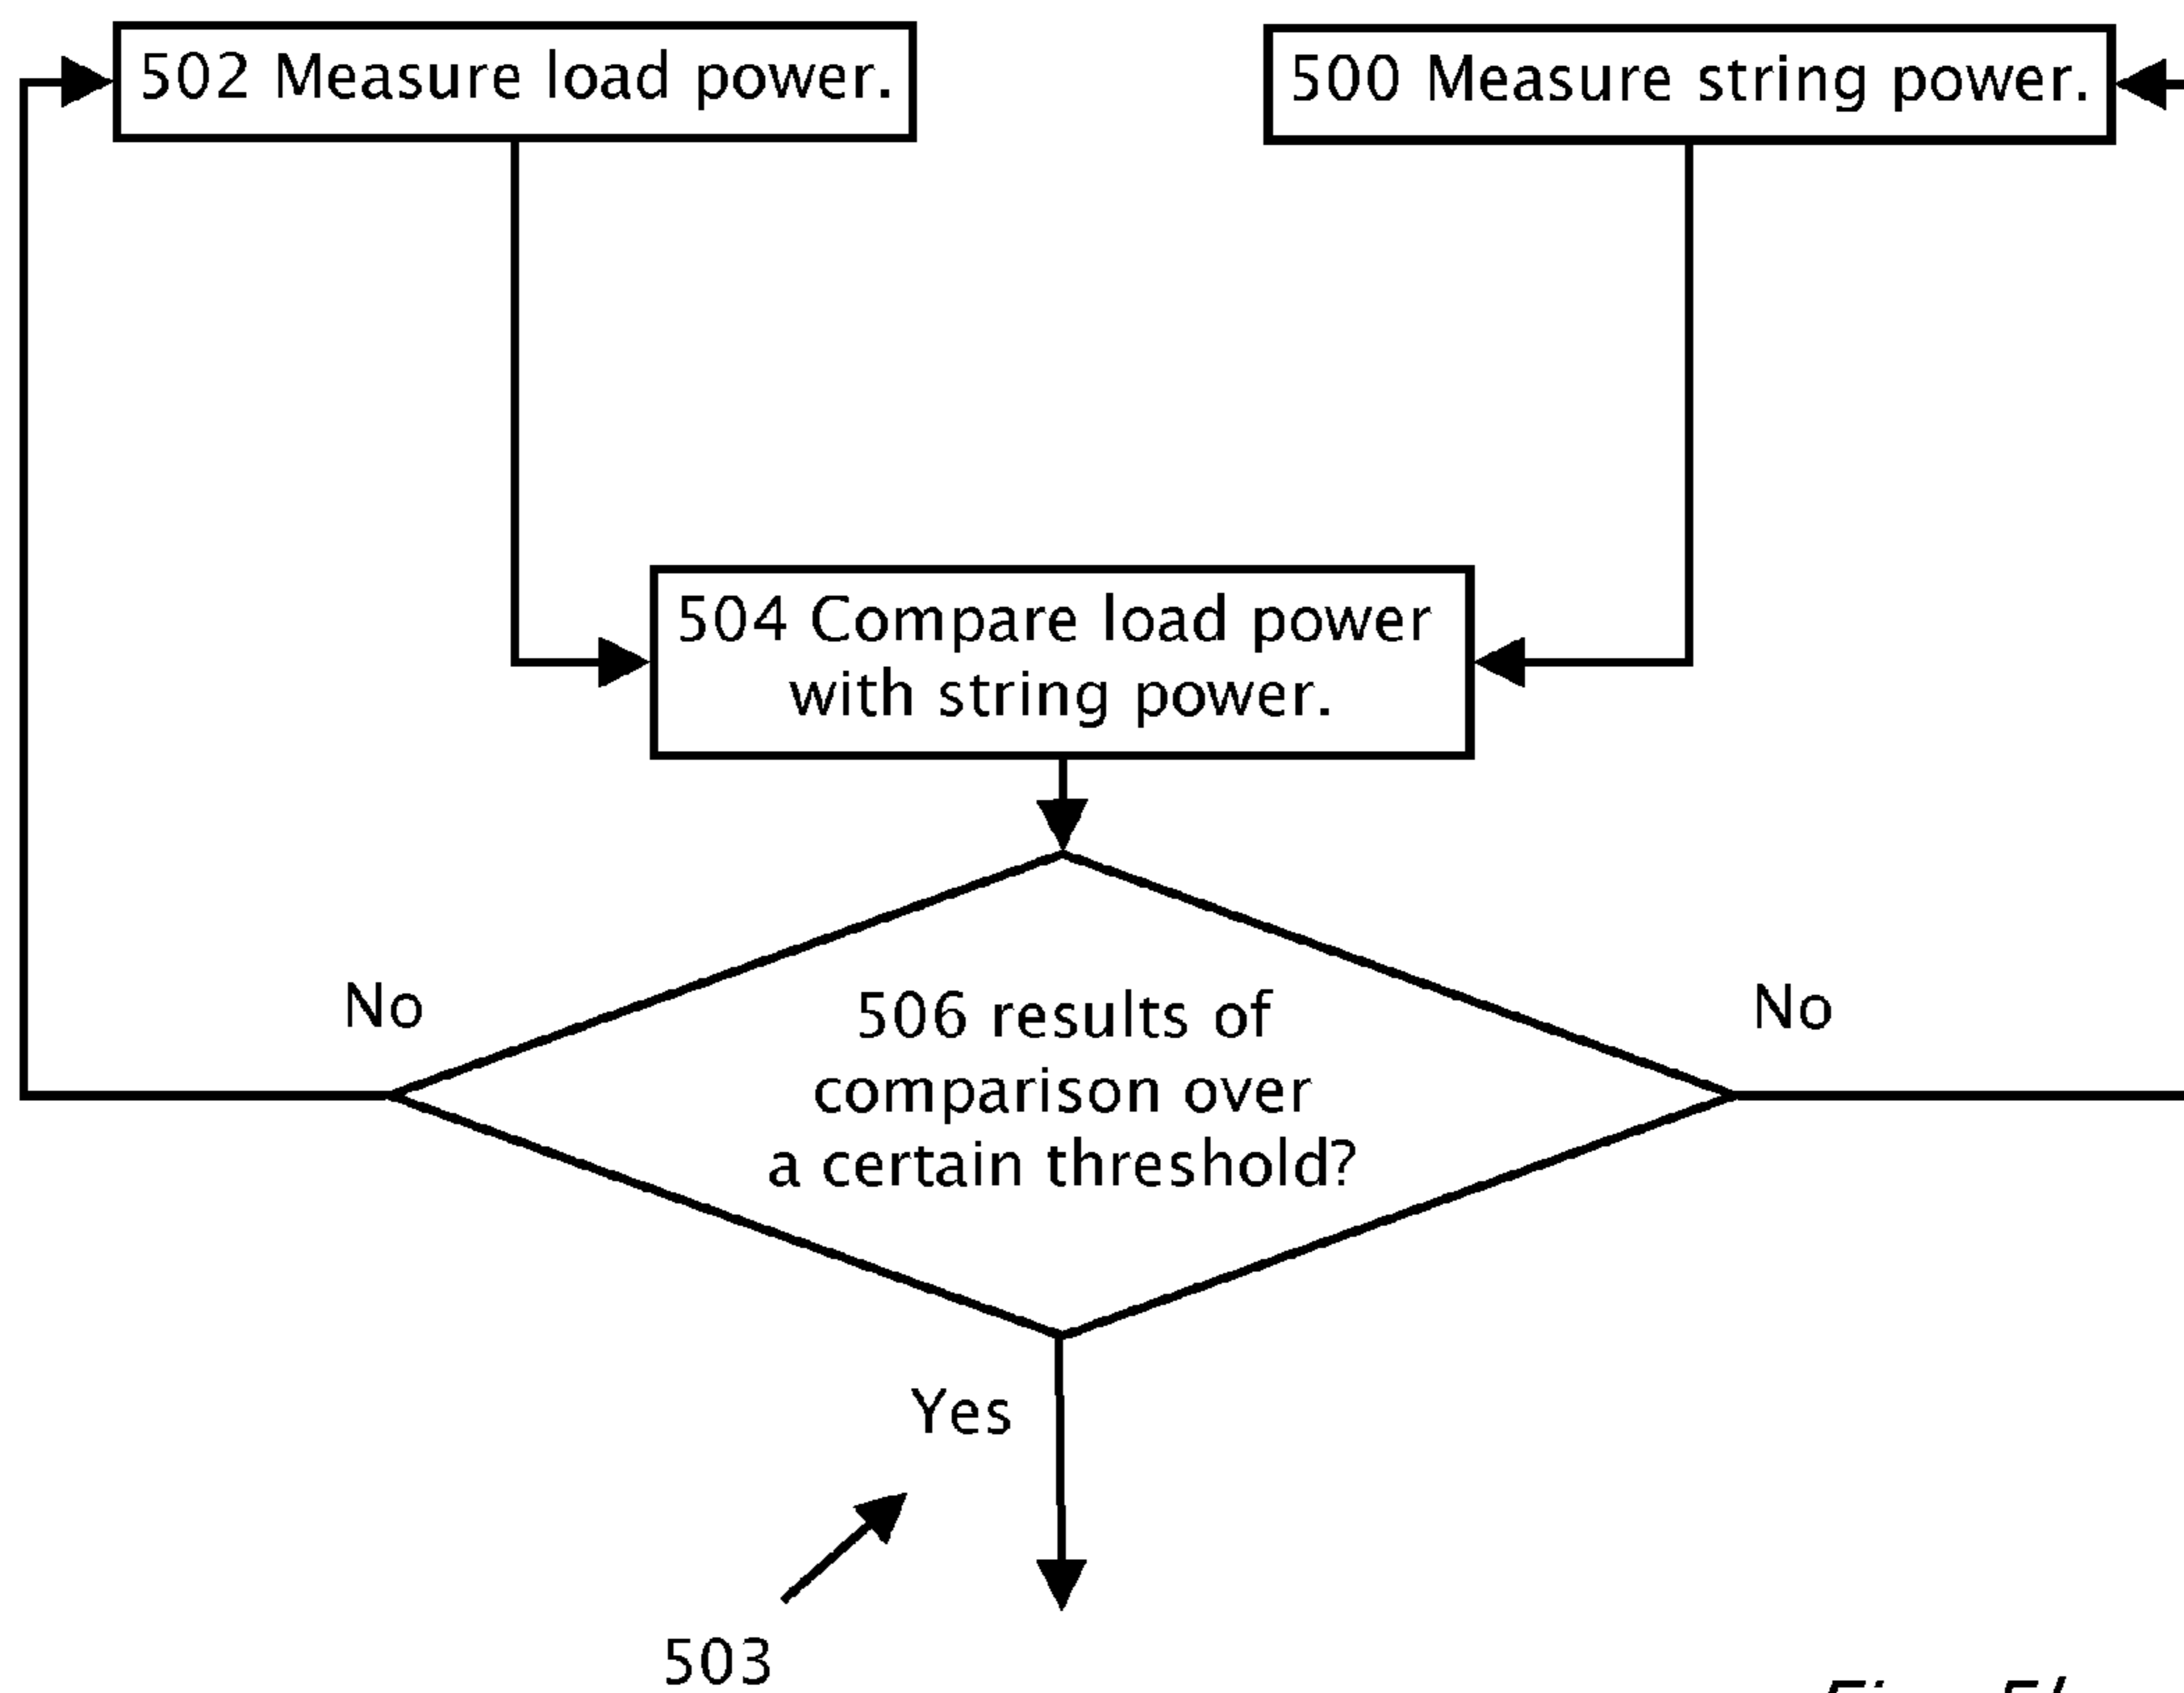 502 Measure load power.
500 Measure string power.
504 Compare load power
with string power.
No
No
506 results of
comparison over
a certain threshold?
Yes
503